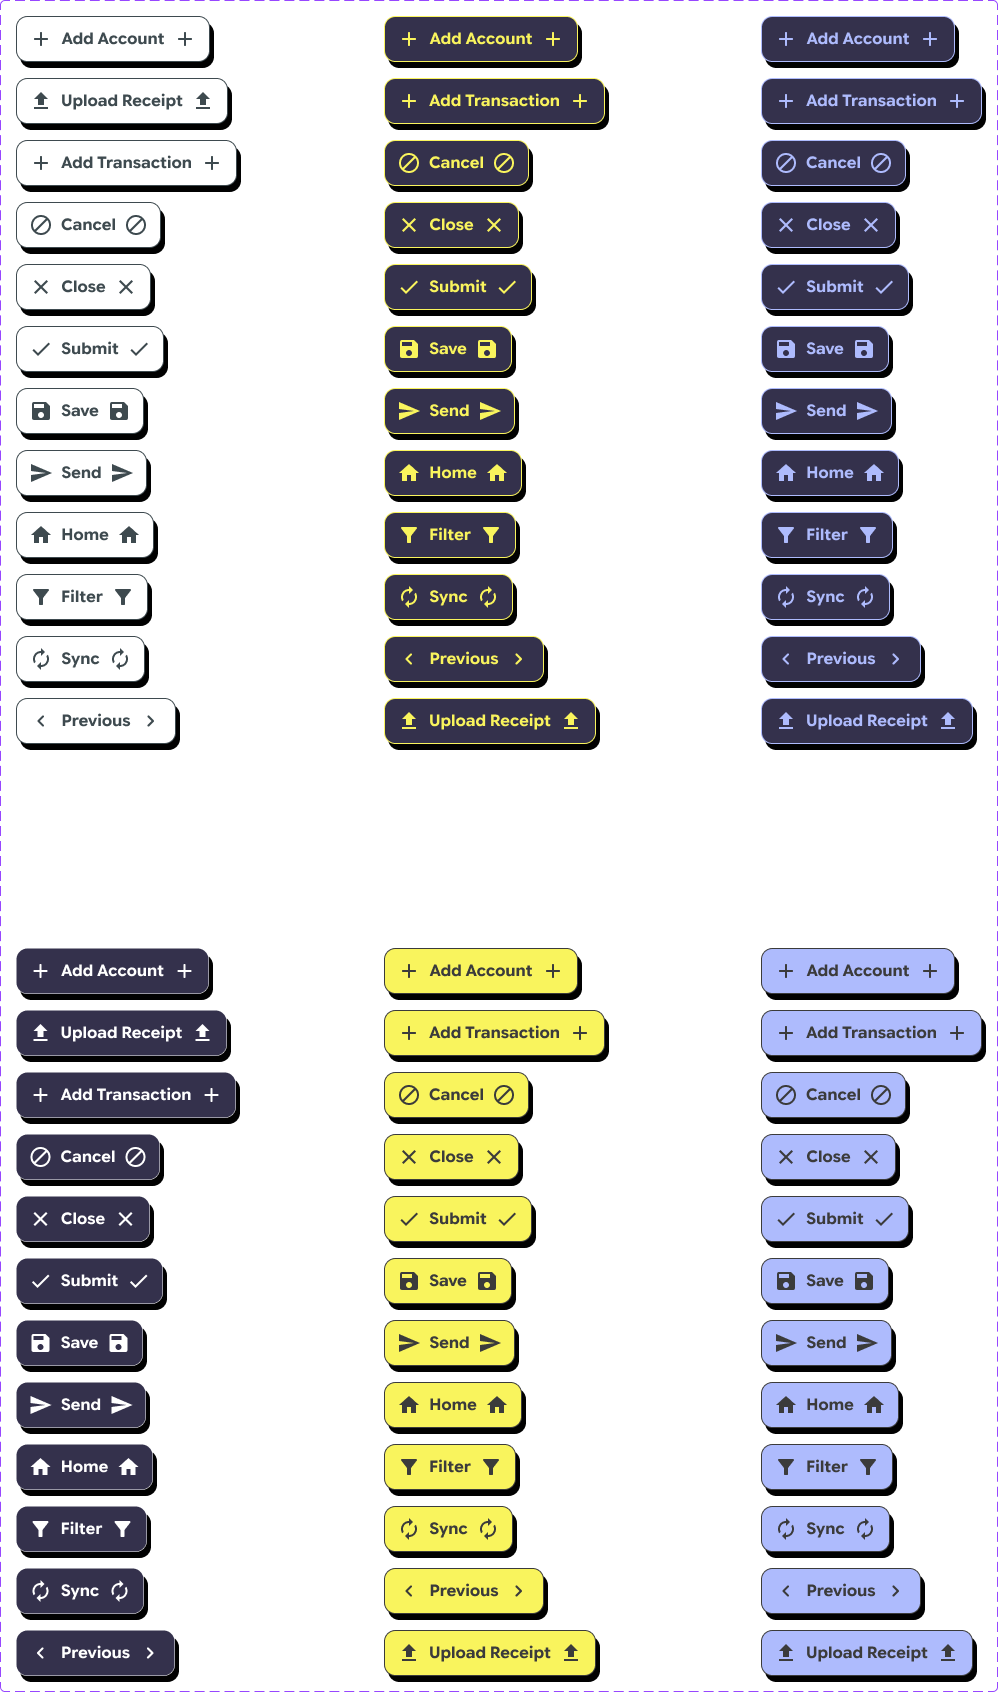 Add Account
Upload Receipt
Add Transaction
Cancel
Close
Submit
Save
Send
Home
Filter
Sync
Previous
Add Account
Add Transaction
Cancel
Close
Submit
Save
Send
Home
Filter
Sync
Previous
Upload Receipt
Add Account
Add Transaction
Cancel
Close
Submit
Save
Send
Home
Filter
Sync
Previous
Upload Receipt
Add Account
Upload Receipt
Add Transaction
Cancel
Close
Submit
Save
Send
Home
Filter
Sync
Previous
Add Account
Add Transaction
Cancel
Close
Submit
Save
Send
Home
Filter
Sync
Previous
Upload Receipt
Add Account
Add Transaction
Cancel
Close
Submit
Save
Send
Home
Filter
Sync
Previous
Upload Receipt